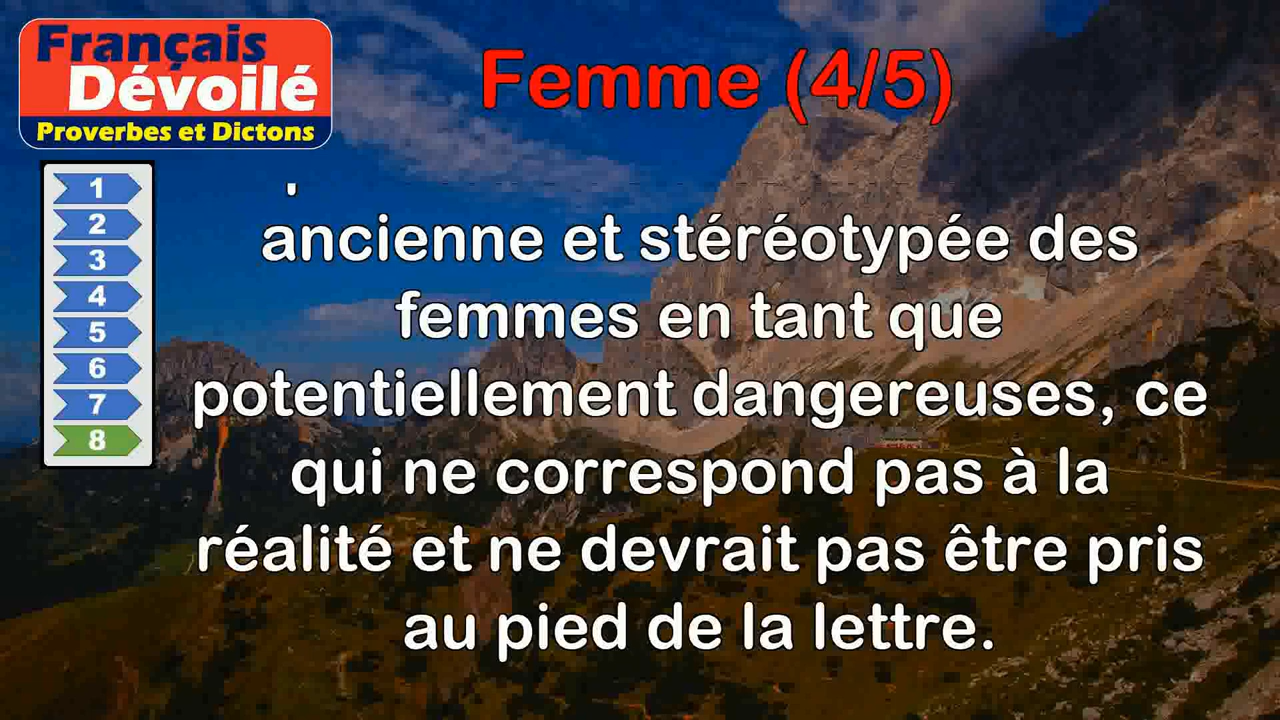 Français
Dévoilé
Proverbes et Dictons
Femme (4/5)
1
2
3
4
5
6
7
8
ancienne et stéréotypée des
femmes en tant que
potentiellement dangereuses, ce
qui ne correspond pas à la
réalité et ne devrait pas être pris
au pied de la lettre.